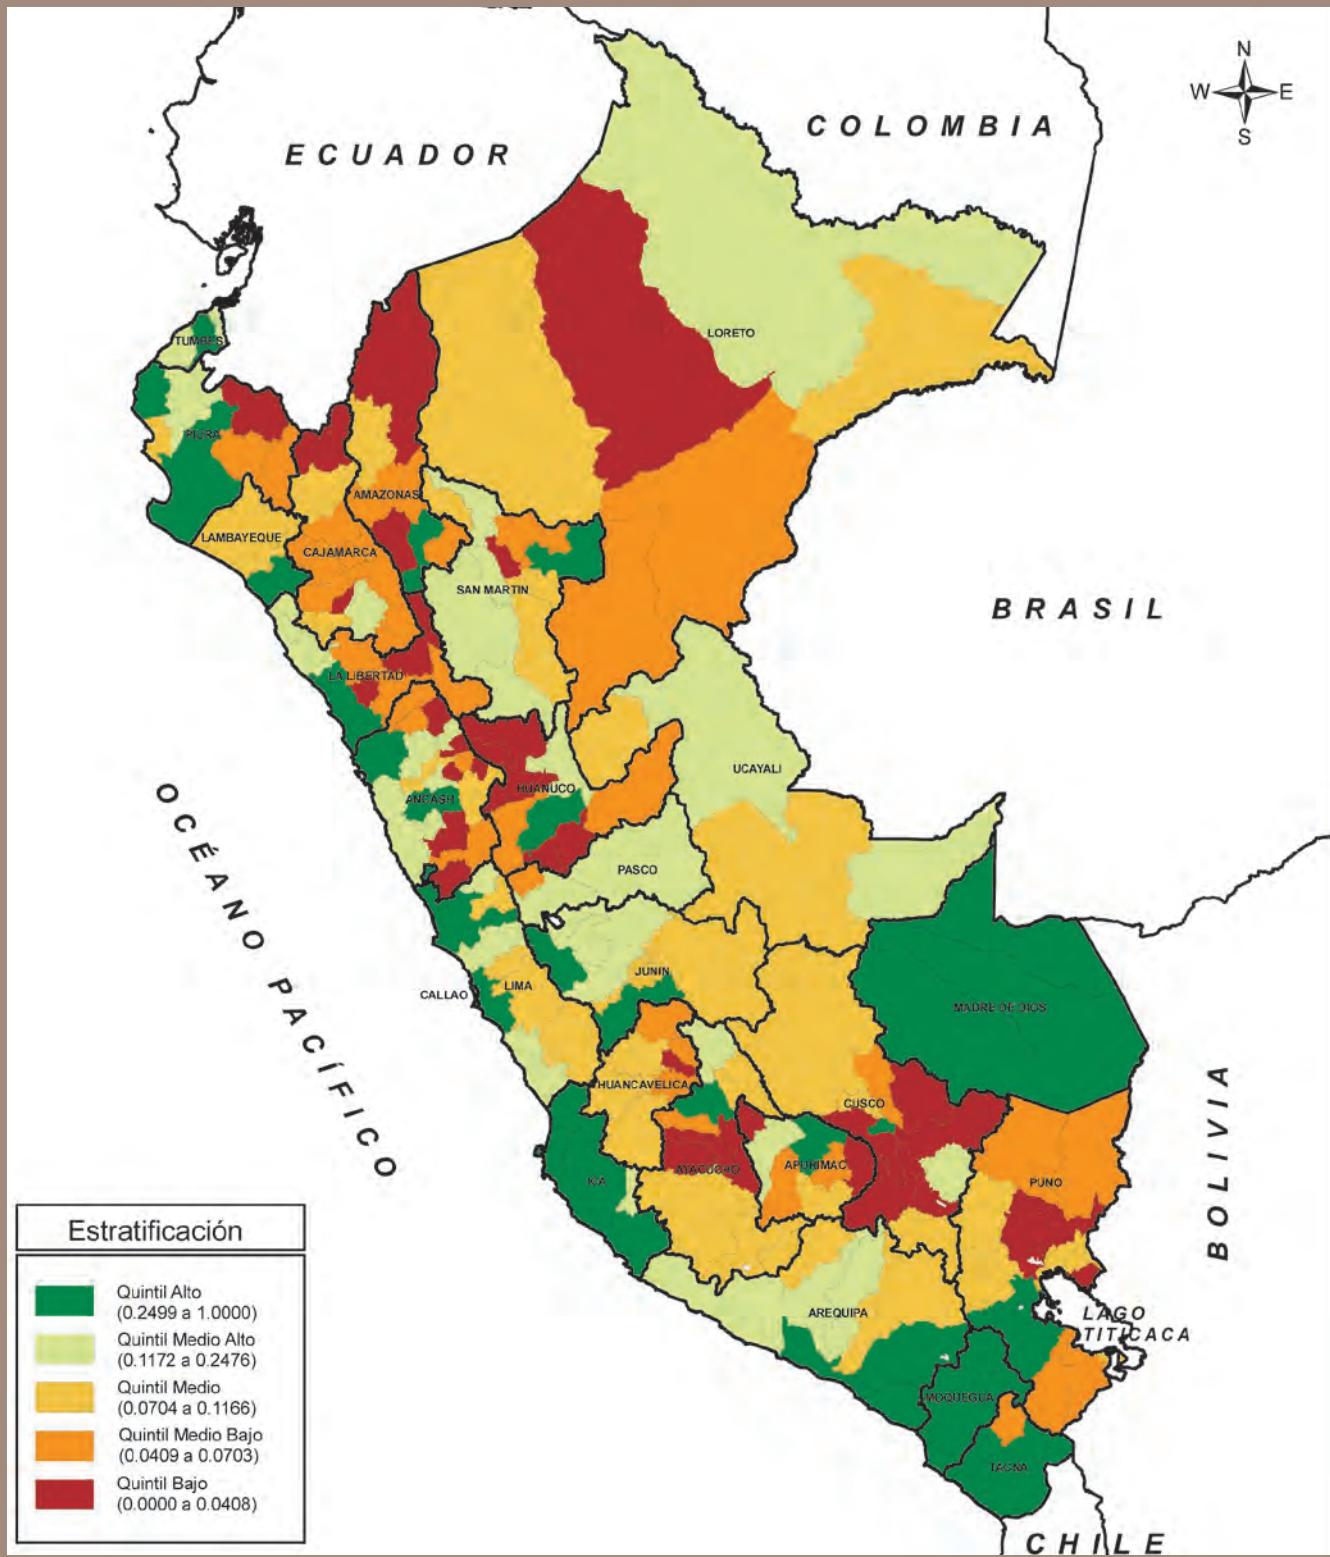 N
W E
S
COLOMBIA
ECUADOR
LORETO
TUMBES
PIURA
AMAZONAS
LAMBAYEQUE
CAJAMARCA
SAN MARTIN
BRASIL
LA LIBERTAD
UCAYALI
HUANUCO
ANCASH
PASCO
OCÉANO PACÍFICO
JUNIN
LIMA
CALLAO
MADRE DE DIOS
HUANCAVELICA
CUSCO
BOLIVIA
AYACUCHO
APURIMAC
ICA
PUNO
AREQUIPA
LAGO
TITICACA
MOQUEGUA
TACNA
CHILE
Estratificación
Quintil Alto
(0.2499 a 1.0000)
Quintil Medio Alto
(0.1172 a 0.2476)
Quintil Medio
(0.0704 a 0.1166)
Quintil Medio Bajo
(0.0409 a 0.0703)
Quintil Bajo
(0.0000 a 0.0408)